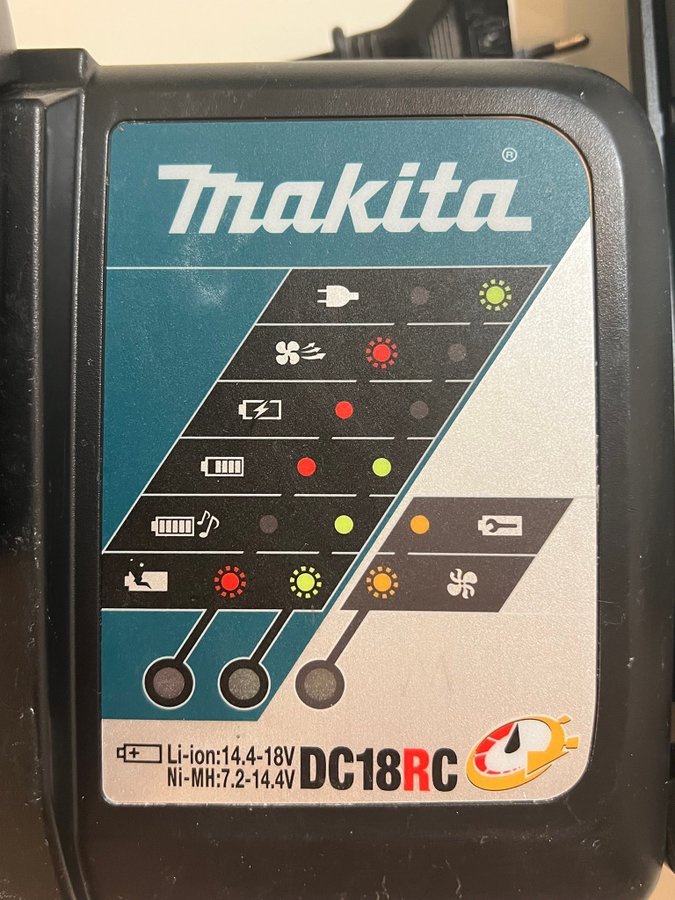 makita®
Li-ion:14.4-18V
Ni-MH:7.2-14.4V
DC18RC